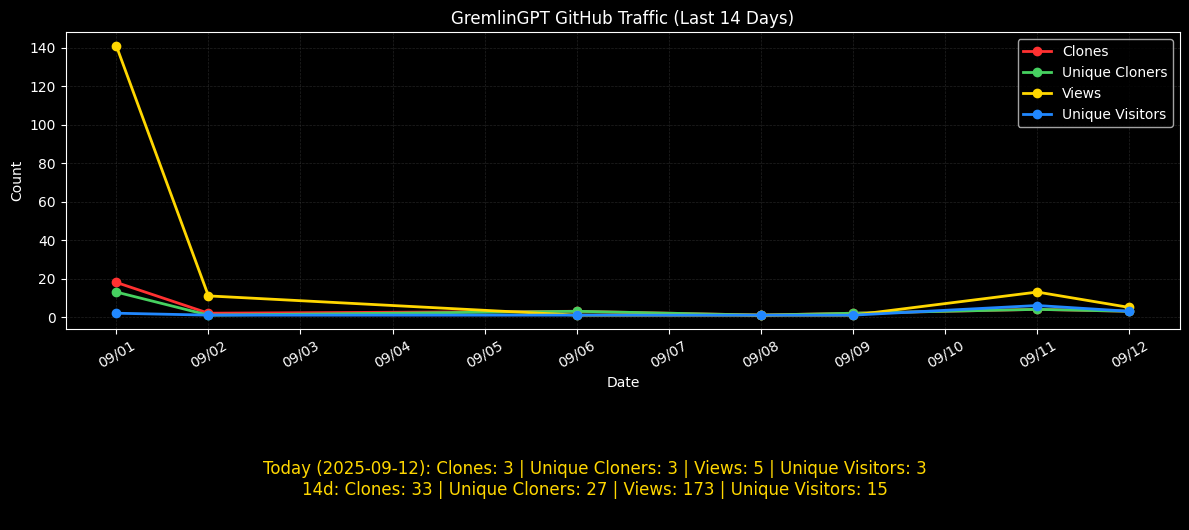 GremlinGPT GitHub Traffic (Last 14 Days)
Clones
Unique Cloners
Views
Unique Visitors
Count
140
120
100
80
60
40
20
0
09/01
09/02
09/03
09/04
09/05
09/06
09/07
09/08
09/09
09/10
09/11
09/12
Date
Today (2025-09-12): Clones: 3 | Unique Cloners: 3 | Views: 5 | Unique Visitors: 3
14d: Clones: 33 | Unique Cloners: 27 | Views: 173 | Unique Visitors: 15